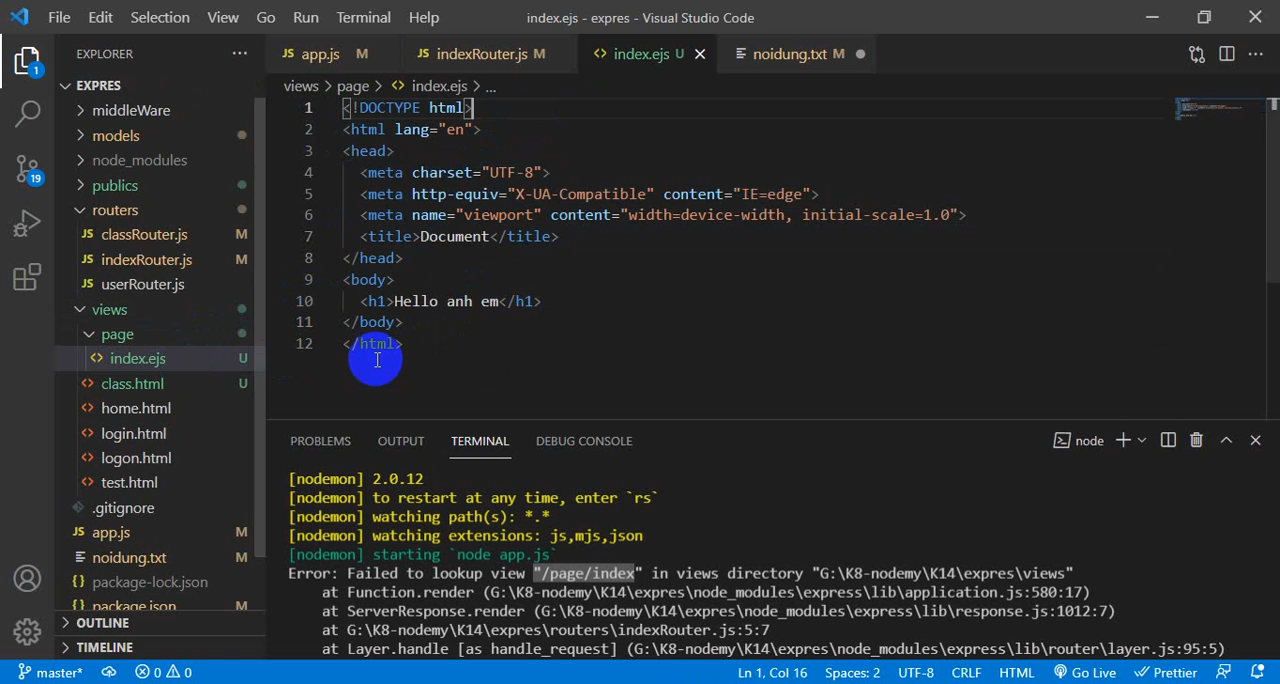 File Edit Selection View Go Run Terminal Help index.ejs - expres - Visual Studio Code
EXPLORER
app.js M indexRouter.js M index.ejs U noidung.txt M
views page index.ejs ...
1
EXPRES
middleWare
models
node_modules
publics
routers
classRouter.js M
indexRouter.js M
userRouter.js
views
page
index.ejs U
class.html U
home.html
login.html
logon.html
test.html
.gitignore
app.js M
noidung.txt M
package-lock.json
package.json M
OUTLINE
TIMELINE
19
1 <!DOCTYPE html>
2 <html lang="en">
3 <head>
4 <meta charset="UTF-8">
5 <meta http-equiv="X-UA-Compatible" content="IE=edge">
6 <meta name="viewport" content="width=device-width, initial-scale=1.0">
7 <title>Document</title>
8 </head>
9 <body>
10 <h1>Hello anh em</h1>
11 </body>
12 </html>
PROBLEMS OUTPUT TERMINAL DEBUG CONSOLE node
[nodemon] 2.0.12
[nodemon] to restart at any time, enter `rs`
[nodemon] watching path(s): *.*
[nodemon] watching extensions: js,mjs,json
[nodemon] starting `node app.js`
Error: Failed to lookup view "/page/index" in views directory "G:\K8-nodemy\K14\expres\views"
at Function.render (G:\K8-nodemy\K14\expres\node_modules\express\lib\application.js:580:17)
at ServerResponse.render (G:\K8-nodemy\K14\expres\node_modules\express\lib\response.js:1012:7)
at G:\K8-nodemy\K14\expres\routers\indexRouter.js:5:7
at Layer.handle [as handle_request] (G:\K8-nodemy\K14\expres\node_modules\express\lib\router\layer.js:95:5)
master* 0 0 Ln 1, Col 16 Spaces: 2 UTF-8 CRLF HTML Go Live Prettier